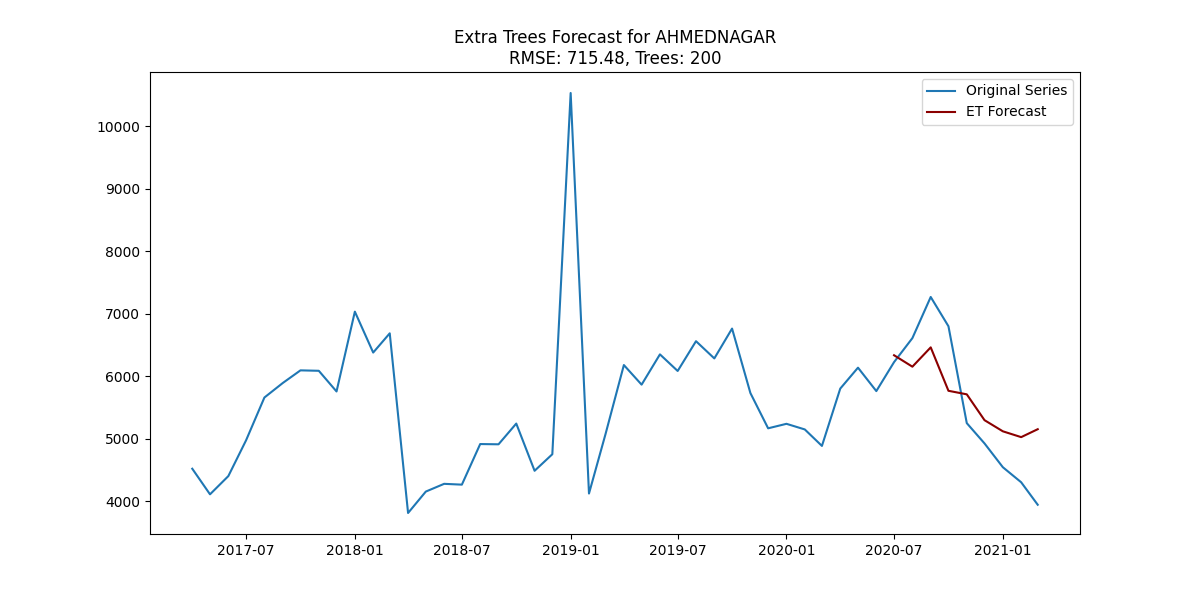 Extra Trees Forecast for AHMEDNAGAR
RMSE: 715.48, Trees: 200
Original Series
ET Forecast
10000
9000
8000
7000
6000
5000
4000
2017-07 2018-01 2018-07 2019-01 2019-07 2020-01 2020-07 2021-01